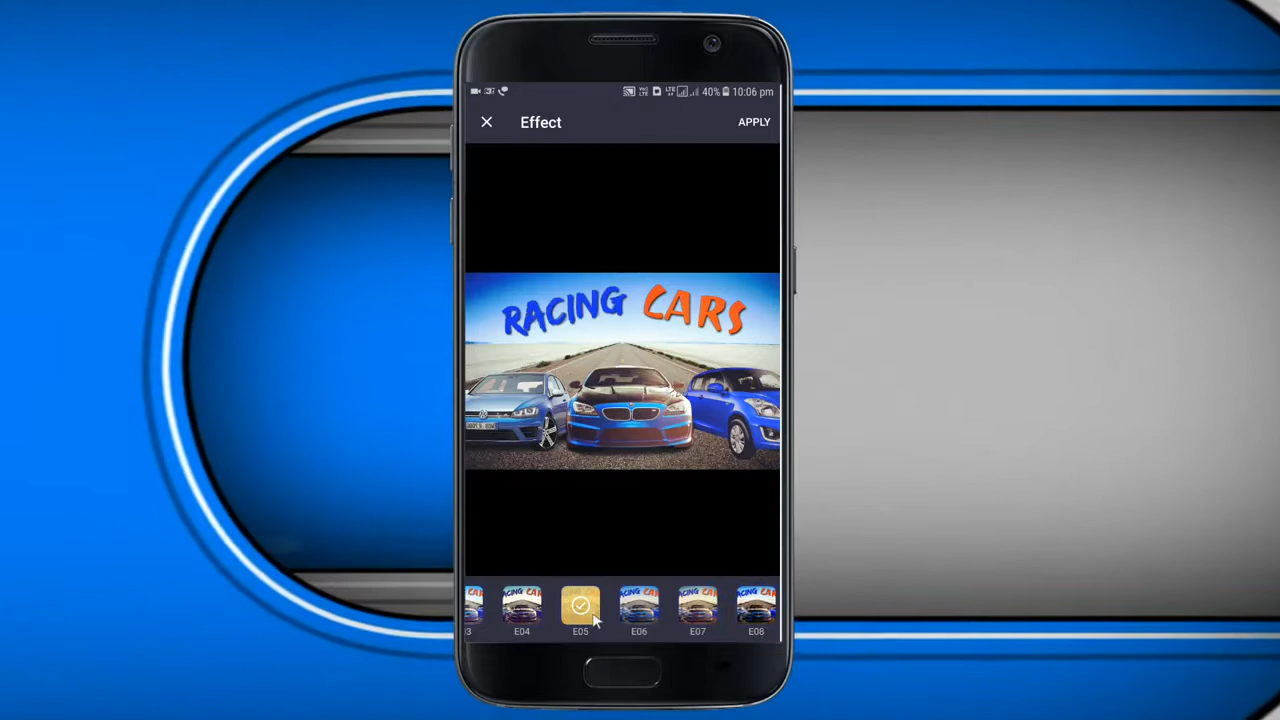 40% 10:06 pm
Effect
APPLY
RACING CARS
E04
E05
E06
E07
E08